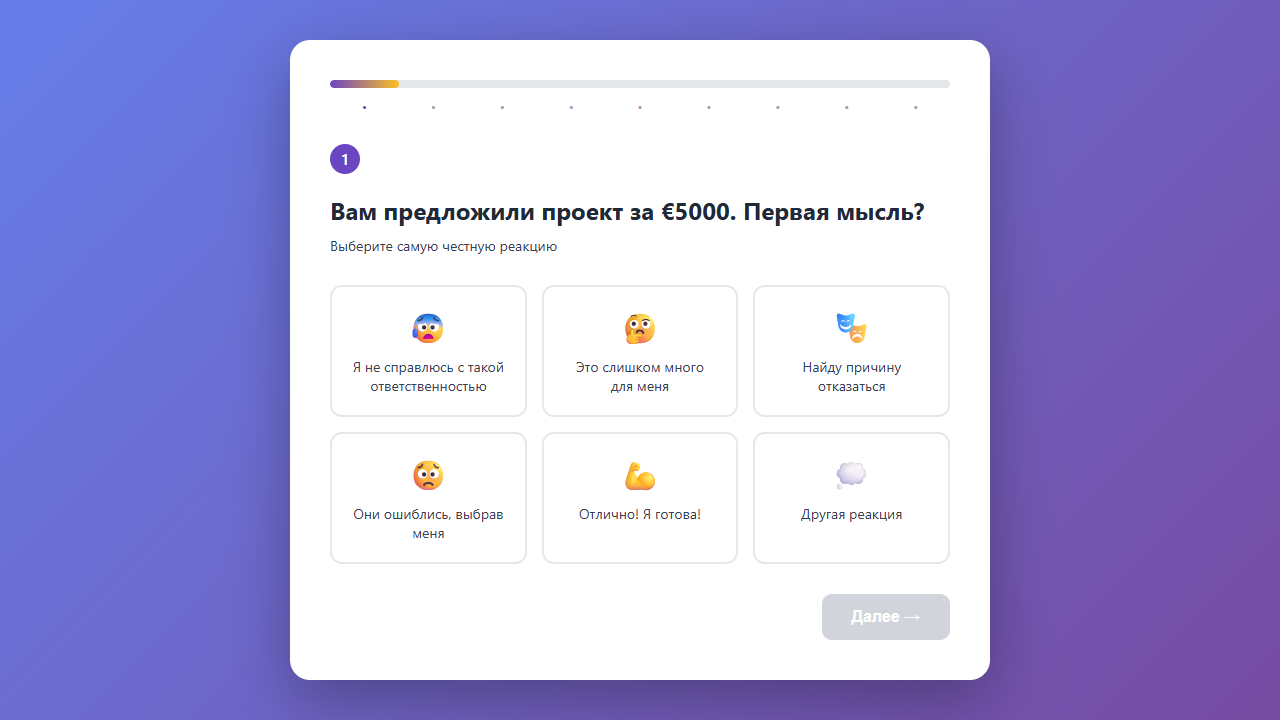 1
Вам предложили проект за €5000. Первая мысль?
Выберите самую честную реакцию
Я не справлюсь с такой
ответственностью
Это слишком много
для меня
Найду причину
отказаться
Они ошиблись, выбрав
меня
Отлично! Я готова!
Другая реакция
Далее →